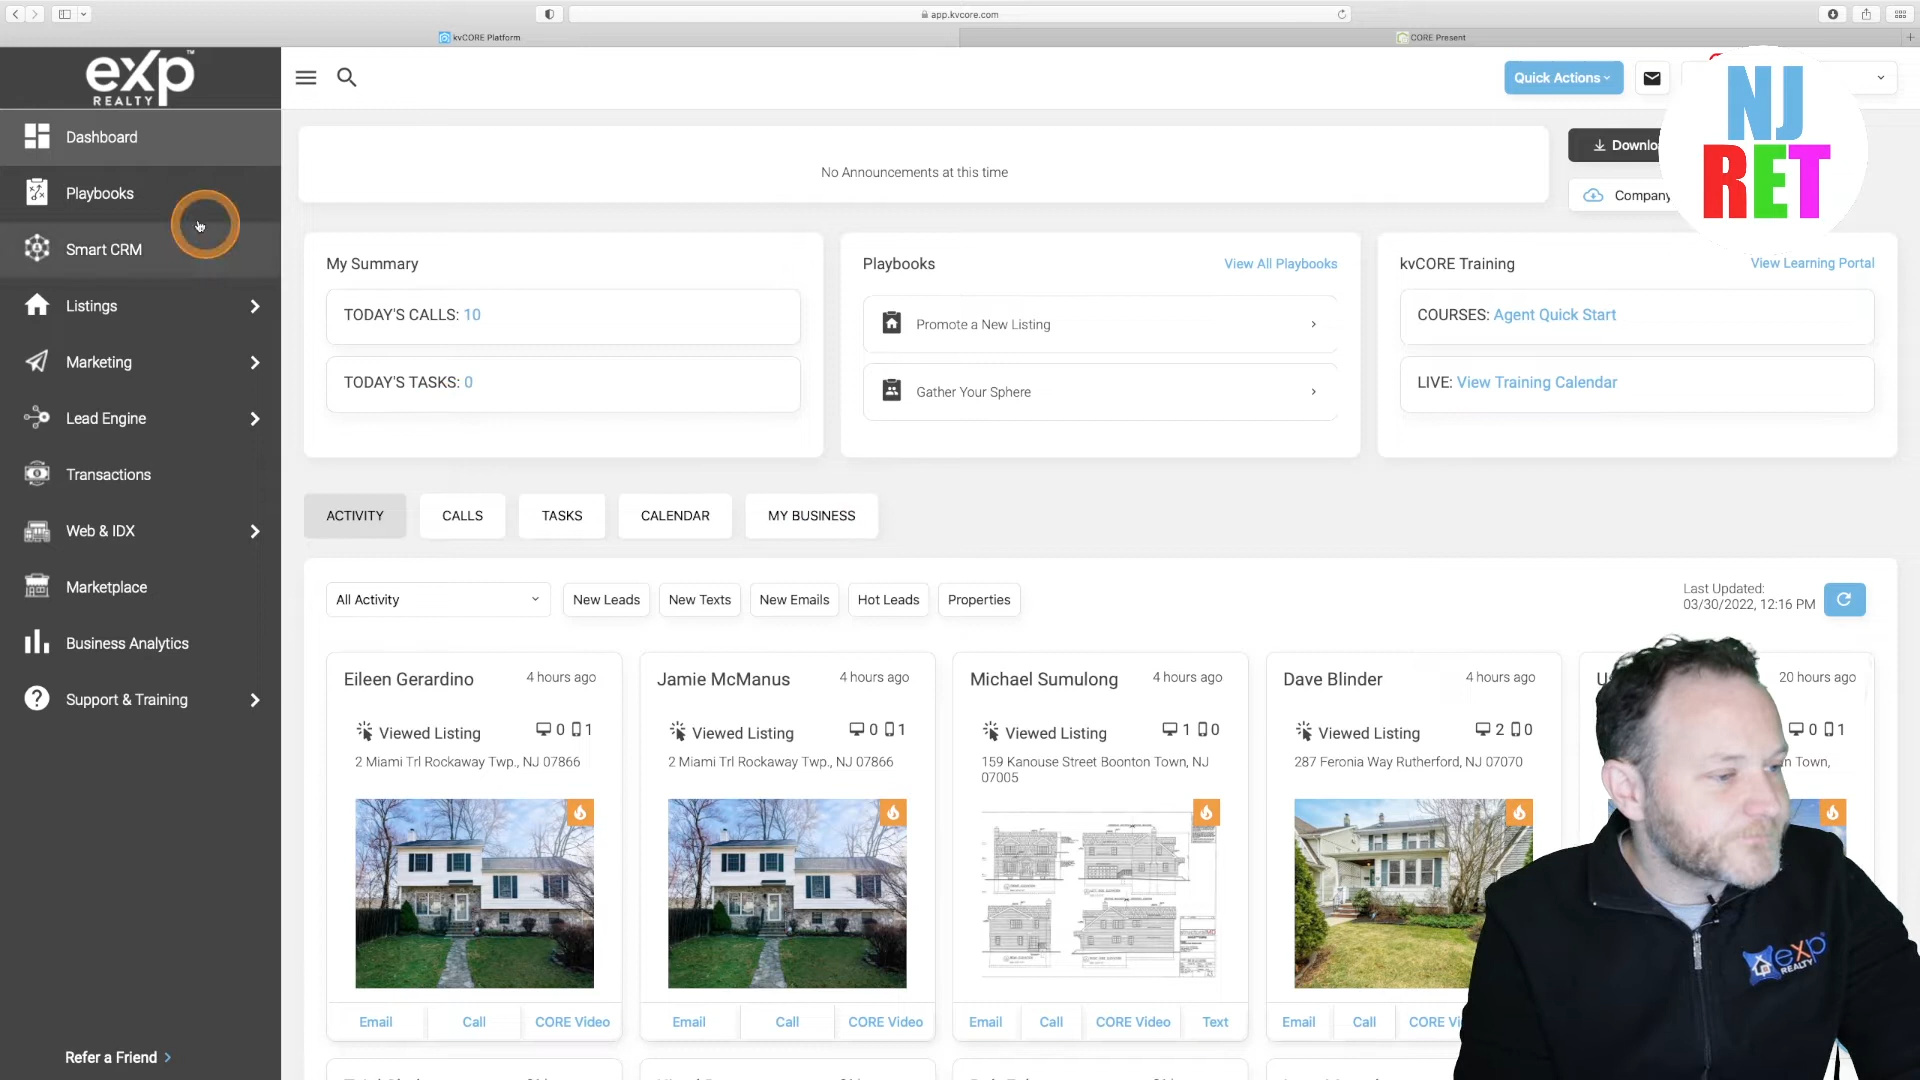 app.kvcore.com
kvCORE Platform
CORE Present
eXp
REALTY
Quick Actions
NJ
RET
Dashboard
Playbooks
Smart CRM
Listings
Marketing
Lead Engine
Transactions
Web & IDX
Marketplace
Business Analytics
Support & Training
Refer a Friend
No Announcements at this time
Company
My Summary
TODAY'S CALLS: 10
TODAY'S TASKS: 0
Playbooks
View All Playbooks
Promote a New Listing
Gather Your Sphere
kvCORE Training
View Learning Portal
COURSES: Agent Quick Start
LIVE: View Training Calendar
ACTIVITY
CALLS
TASKS
CALENDAR
MY BUSINESS
All Activity
New Leads
New Texts
New Emails
Hot Leads
Properties
Last Updated:
03/30/2022, 12:16 PM
Eileen Gerardino
4 hours ago
Viewed Listing
0 1
2 Miami Trl Rockaway Twp., NJ 07866
Email
Call
CORE Video
Jamie McManus
4 hours ago
Viewed Listing
0 1
2 Miami Trl Rockaway Twp., NJ 07866
Email
Call
CORE Video
Michael Sumulong
4 hours ago
Viewed Listing
1 0
159 Kanouse Street Boonton Town, NJ
07005
Email
Call
CORE Video
Text
Dave Blinder
4 hours ago
Viewed Listing
2 0
287 Feronia Way Rutherford, NJ 07070
Email
Call
CORE
20 hours ago
0 1
Town,
eXp
REALTY